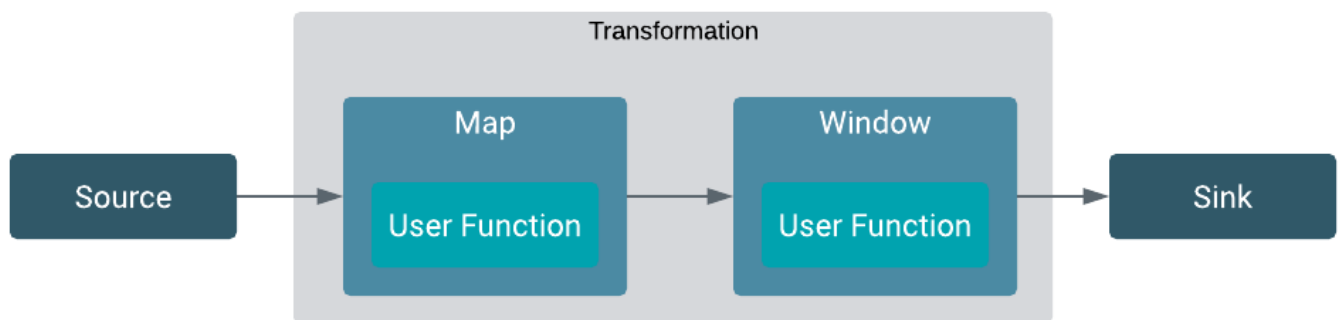 Transformation
Map
Window
Source
User Function
User Function
Sink